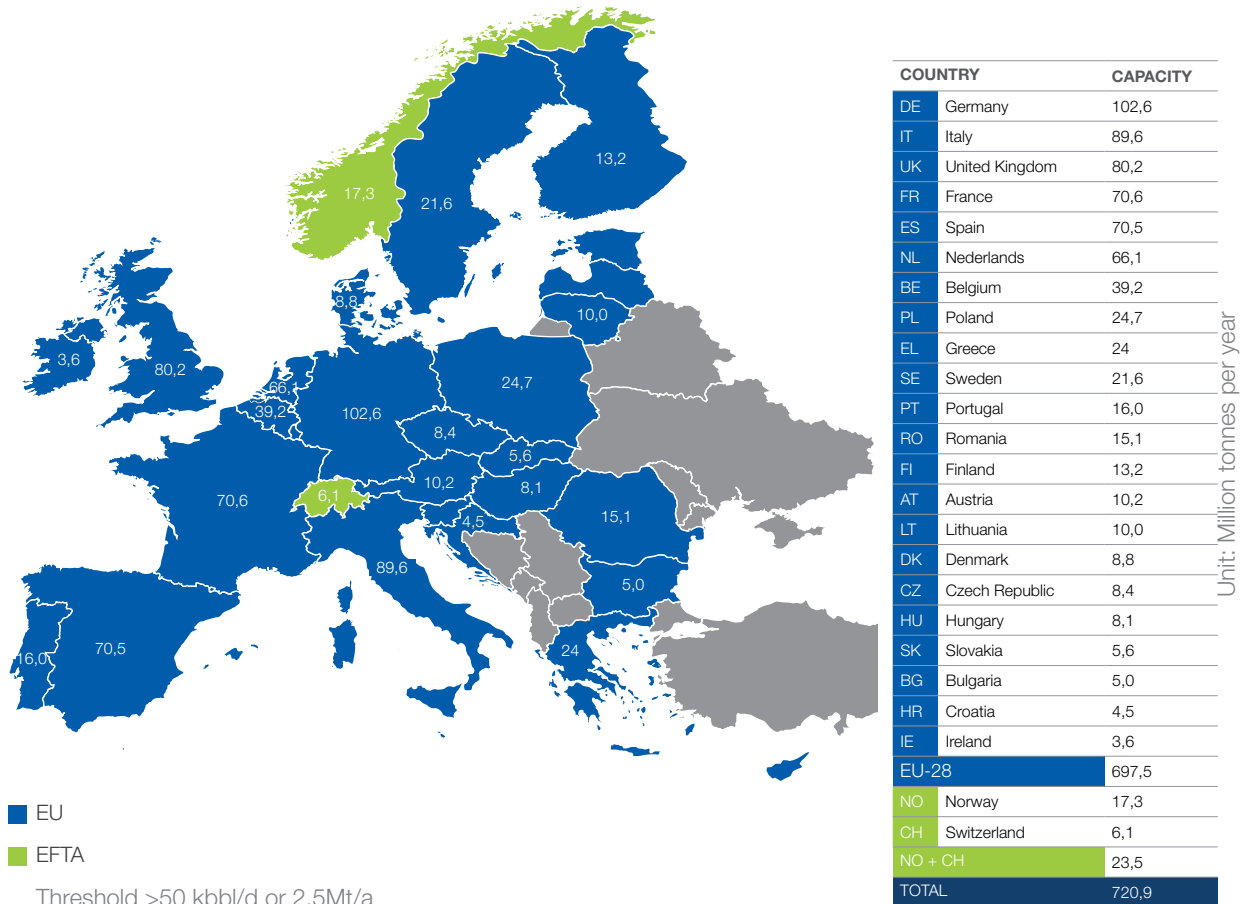 17,3
13,2
21,6
8,8
10,0
3,6
80,2
66,1
39,2
102,6
24,7
8,4
5,6
10,2
8,1
70,6
6,1
4,5
15,1
89,6
5,0
16,0
70,5
24
EU
EFTA
Threshold >50 kbbl/d or 2,5Mt/a
COUNTRY CAPACITY
DE Germany 102,6
IT Italy 89,6
UK United Kingdom 80,2
FR France 70,6
ES Spain 70,5
NL Nederlands 66,1
BE Belgium 39,2
PL Poland 24,7
EL Greece 24
SE Sweden 21,6
PT Portugal 16,0
RO Romania 15,1
FI Finland 13,2
AT Austria 10,2
LT Lithuania 10,0
DK Denmark 8,8
CZ Czech Republic 8,4
HU Hungary 8,1
SK Slovakia 5,6
BG Bulgaria 5,0
HR Croatia 4,5
IE Ireland 3,6
EU-28 697,5
NO Norway 17,3
CH Switzerland 6,1
NO + CH 23,5
TOTAL 720,9
Unit: Million tonnes per year